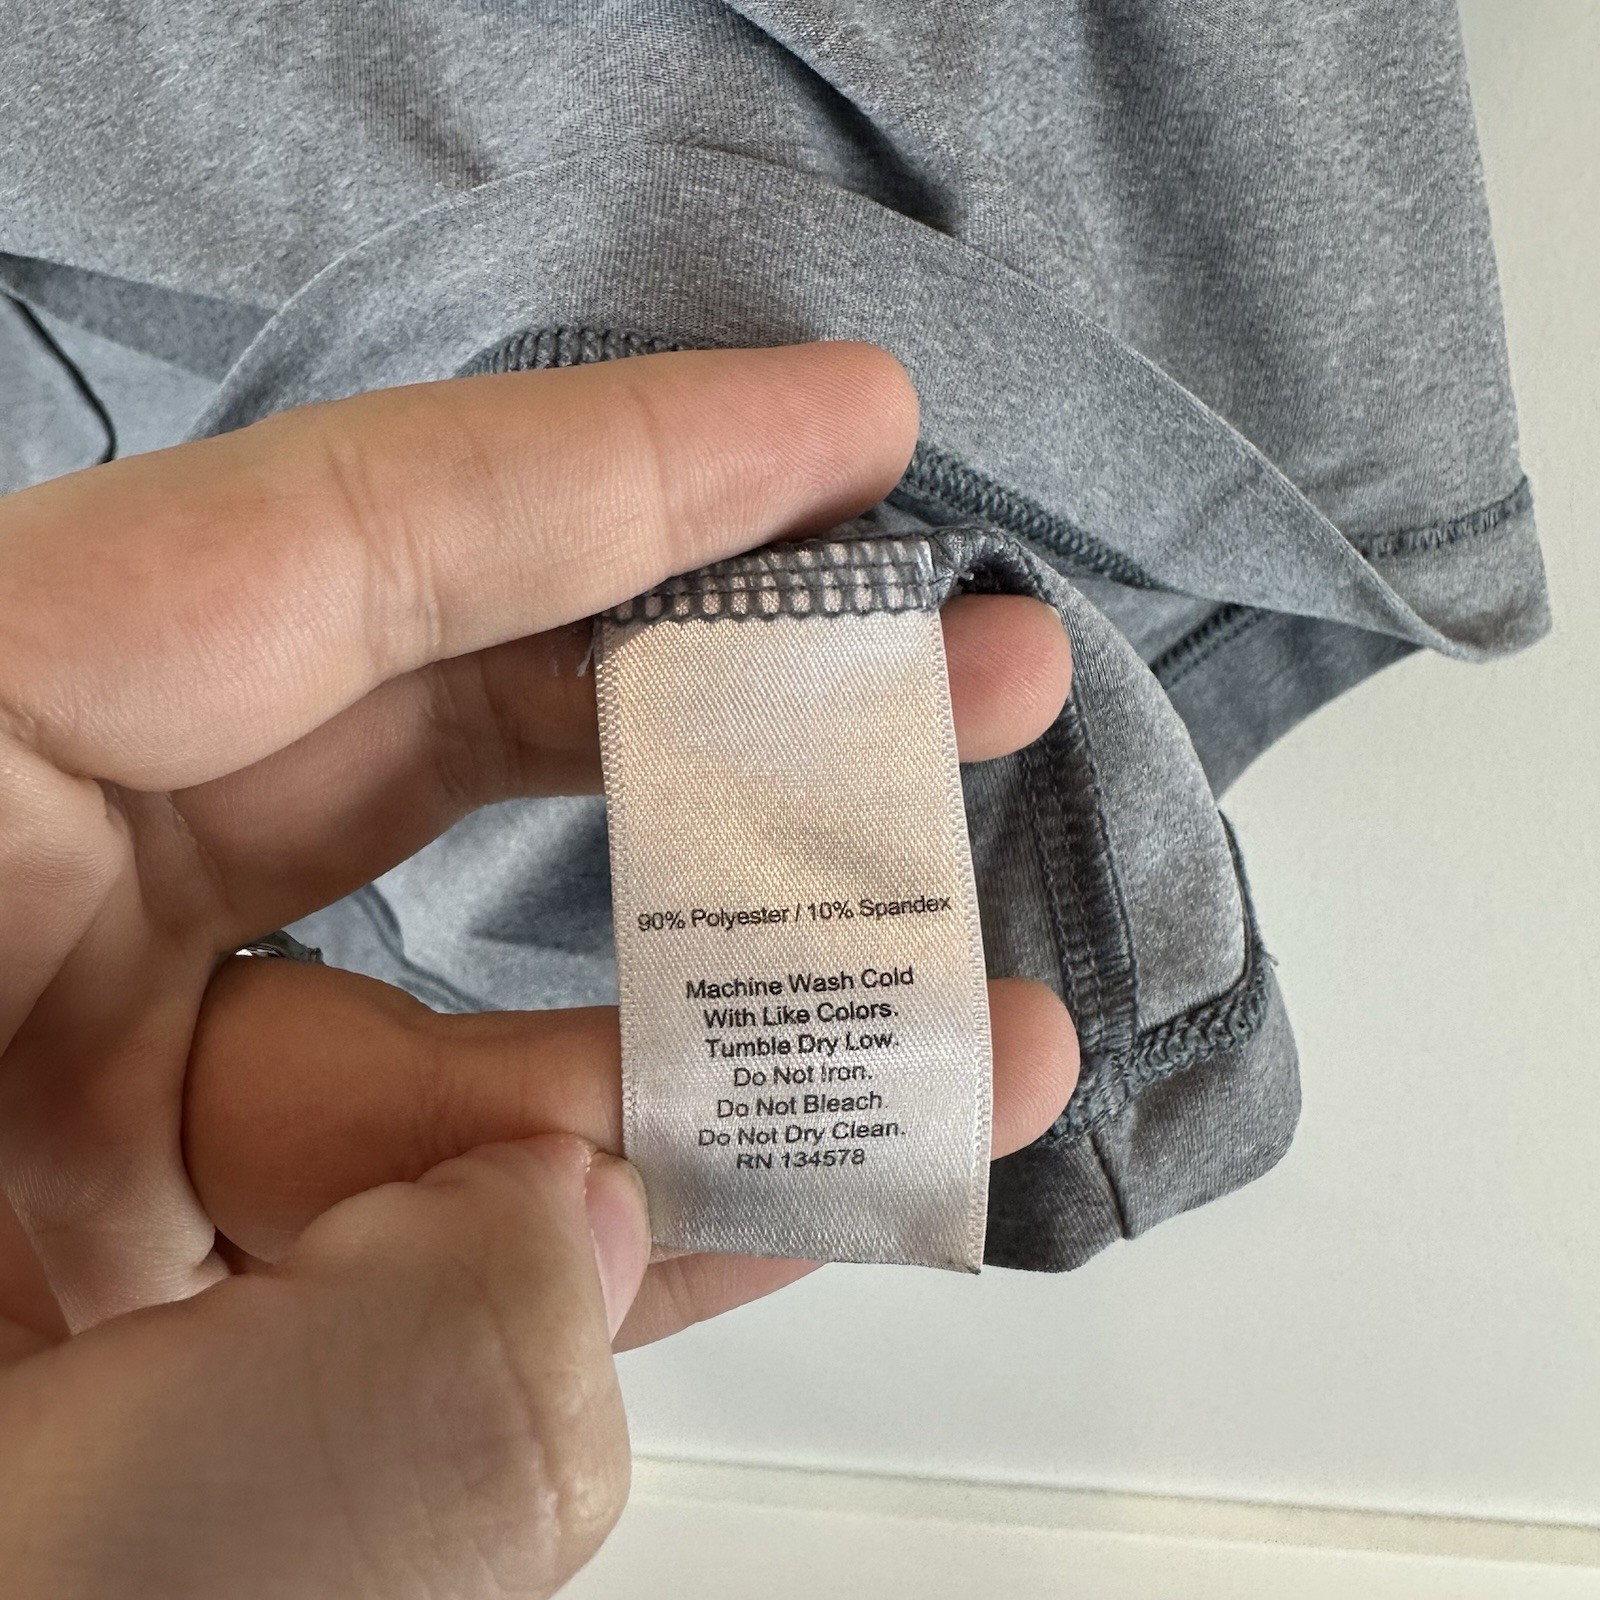 90% Polyester / 10% Spandex
Machine Wash Cold
With Like Colors.
Tumble Dry Low.
Do Not Iron.
Do Not Bleach.
Do Not Dry Clean.
RN 134578